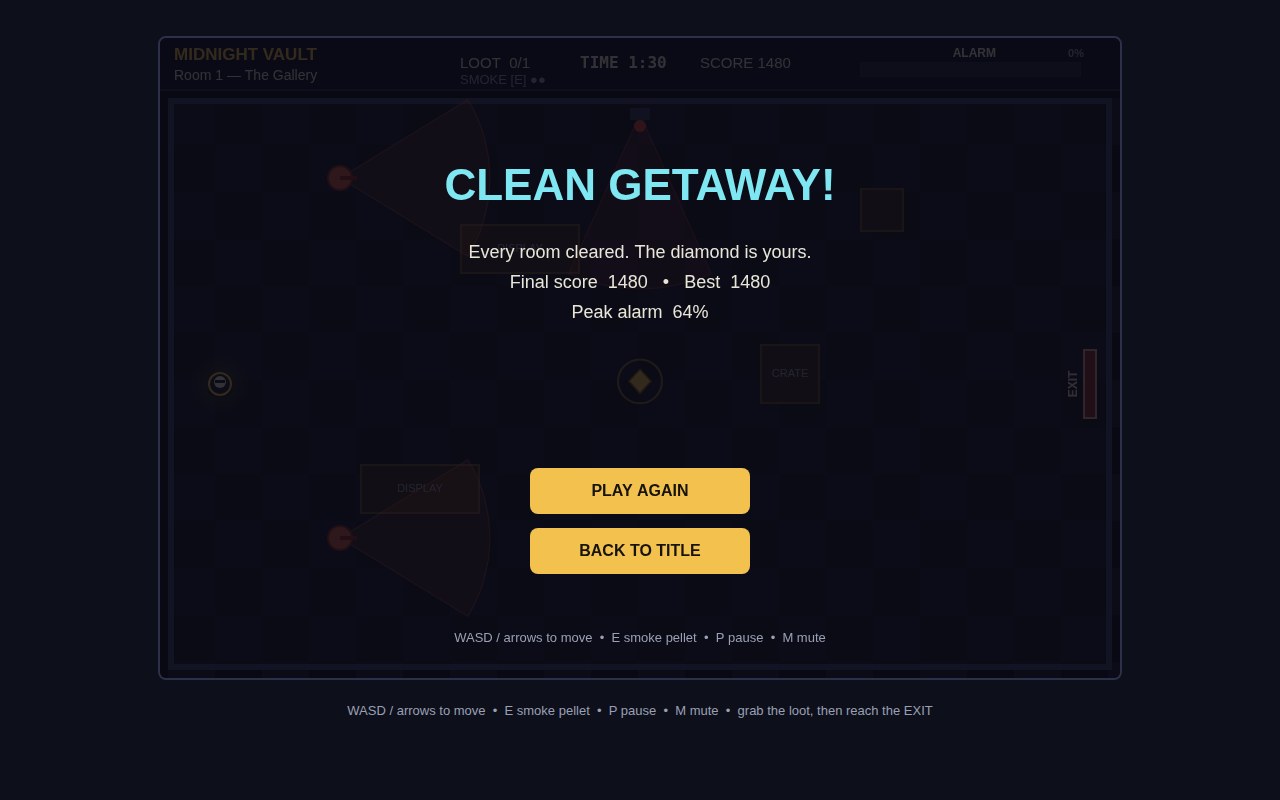 MIDNIGHT VAULT
Room 1 — The Gallery
LOOT 0/1
SMOKE [E] ●●
TIME 1:30
SCORE 1480
ALARM
0%
CLEAN GETAWAY!
Every room cleared. The diamond is yours.
Final score 1480 • Best 1480
Peak alarm 64%
CRATE
EXIT
DISPLAY
PLAY AGAIN
BACK TO TITLE
WASD / arrows to move • E smoke pellet • P pause • M mute
WASD / arrows to move • E smoke pellet • P pause • M mute • grab the loot, then reach the EXIT